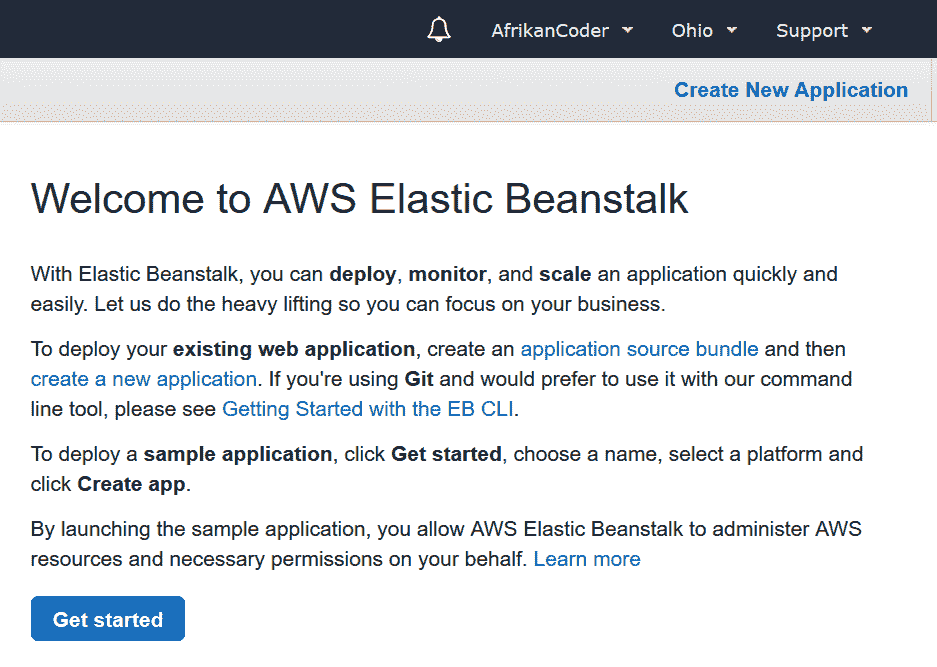 AfrikanCoder Ohio Support
Create New Application
Welcome to AWS Elastic Beanstalk
With Elastic Beanstalk, you can deploy, monitor, and scale an application quickly and
easily. Let us do the heavy lifting so you can focus on your business.
To deploy your existing web application, create an application source bundle and then
create a new application. If you're using Git and would prefer to use it with our command
line tool, please see Getting Started with the EB CLI.
To deploy a sample application, click Get started, choose a name, select a platform and
click Create app.
By launching the sample application, you allow AWS Elastic Beanstalk to administer AWS
resources and necessary permissions on your behalf. Learn more
Get started